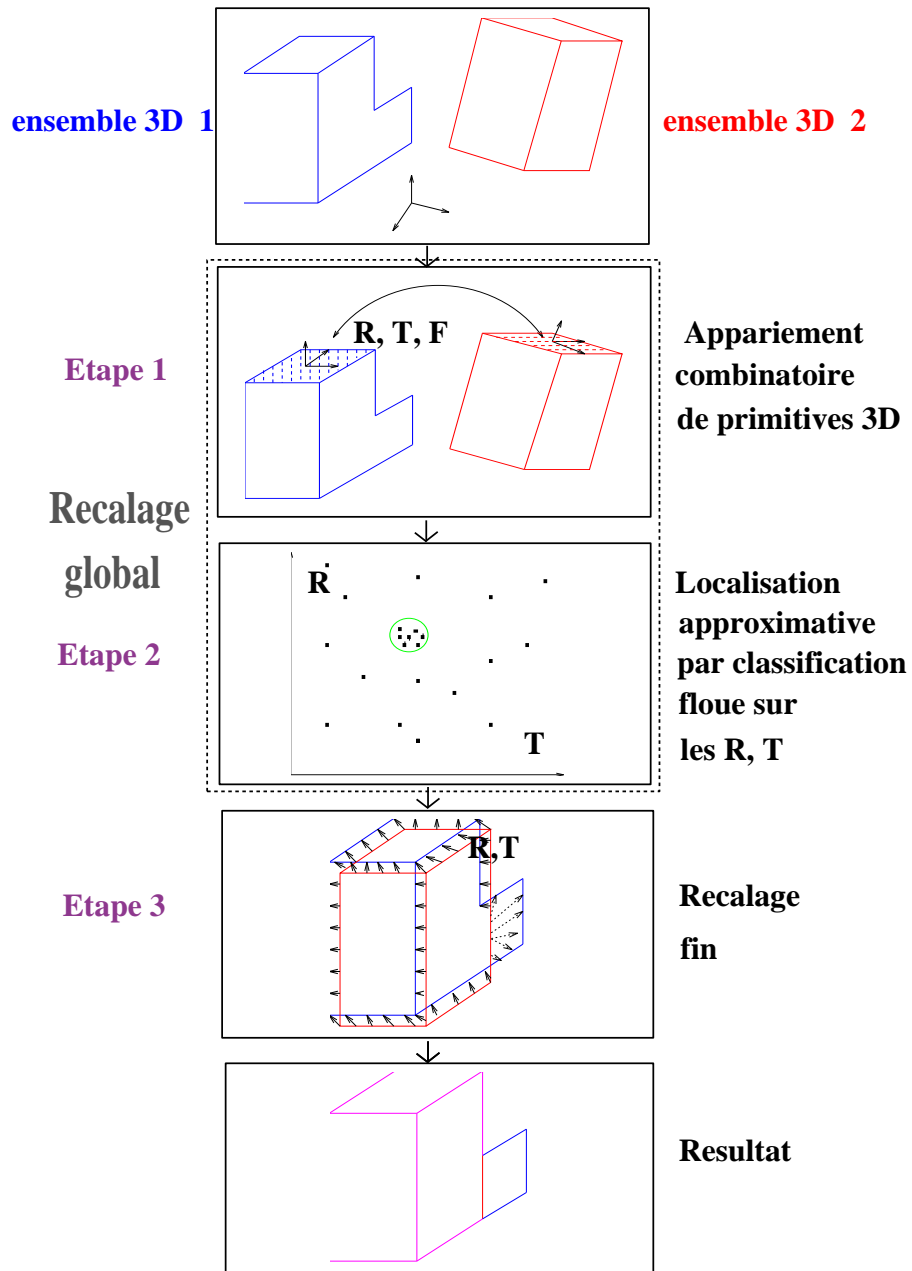 ensemble 3D 1
ensemble 3D 2
R, T, F
Etape 1
Appariement
combinatoire
de primitives 3D
Recalage
global
R
T
Etape 2
Localisation
approximative
par classification
floue sur
les R, T
R,T
Etape 3
Recalage
fin
Resultat